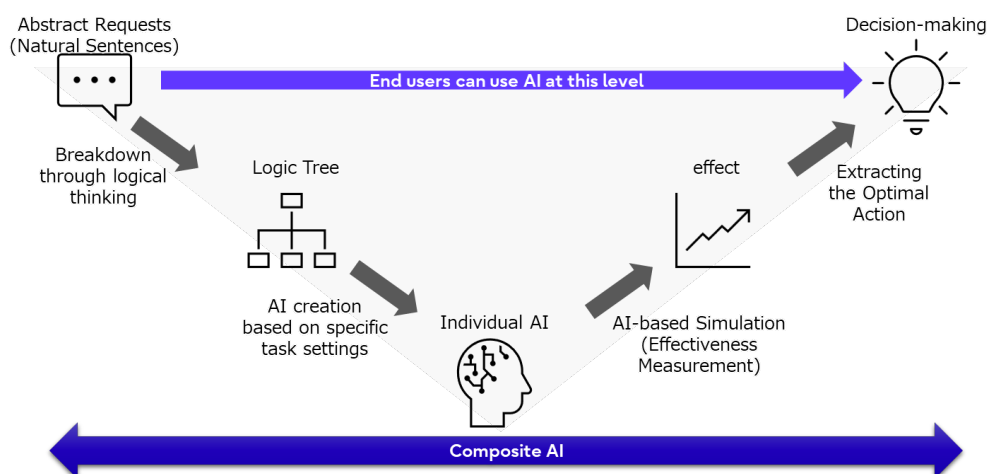 Abstract Requests
(Natural Sentences)
Decision-making
End users can use AI at this level
Breakdown
through logical
thinking
Logic Tree
effect
Extracting
the Optimal
Action
AI creation
based on specific
task settings
Individual AI
AI-based Simulation
(Effectiveness
Measurement)
Composite AI